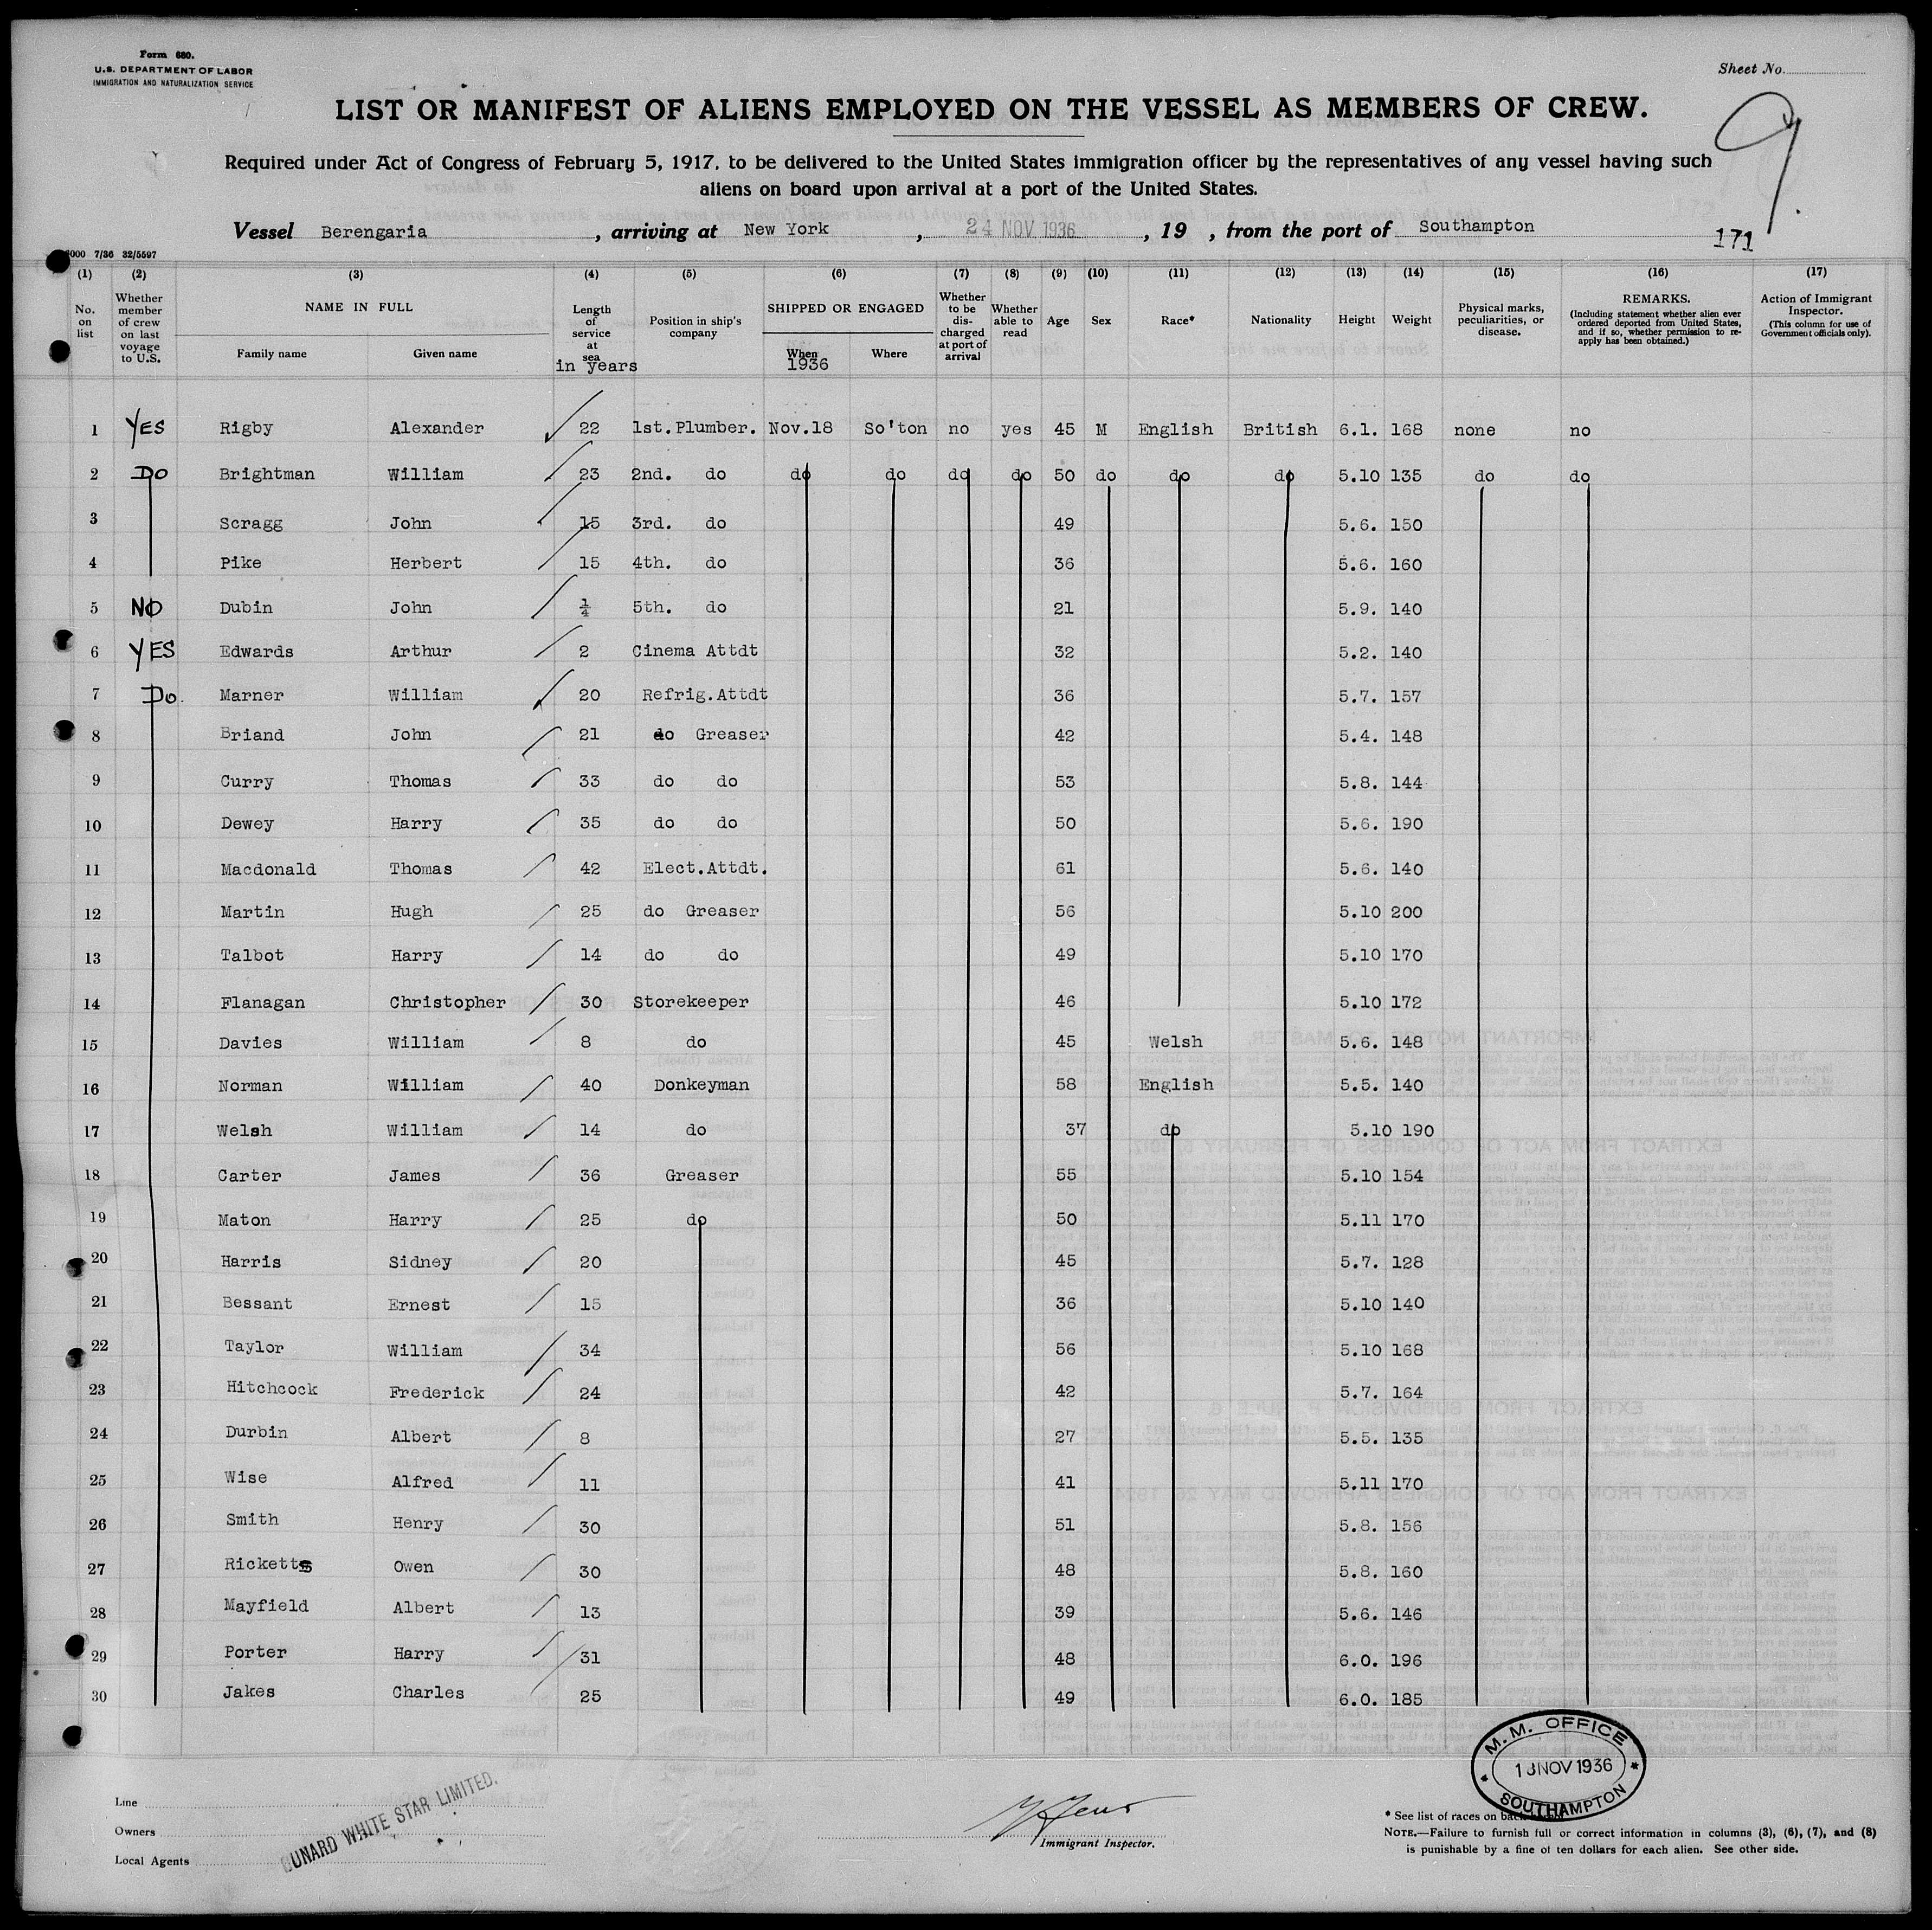 Form 680.
U.S. DEPARTMENT OF LABOR
IMMIGRATION AND NATURALIZATION SERVICE
Sheet No.
LIST OR MANIFEST OF ALIENS EMPLOYED ON THE VESSEL AS MEMBERS OF CREW.
9.
Required under Act of Congress of February 5, 1917, to be delivered to the United States immigration officer by the representatives of any vessel having such
aliens on board upon arrival at a port of the United States.
Vessel Berengaria, arriving at New York, 24 NOV 1936, 19 , from the port of Southampton
171
000 7/36 32/5597
(1) (2) (3) (4) (5) (6) (7) (8) (9) (10) (11) (12) (13) (14) (15) (16) (17)
No. on list
Whether member of crew on last voyage to U.S.
NAME IN FULL
Family name Given name
Length of service at sea
in years
Position in ship's company
SHIPPED OR ENGAGED
When Where
1936
Whether to be discharged at port of arrival
Whether able to read
Age
Sex
Race*
Nationality
Height
Weight
Physical marks, peculiarities, or disease.
REMARKS.
(Including statement whether alien ever ordered deported from United States, and if so, whether permission to reapply has been obtained.)
Action of Immigrant Inspector.
(This column for use of Government officials only).
1 YES Rigby Alexander 22 1st.Plumber. Nov.18 So'ton no yes 45 M English British 6.1. 168 none no
2 DO Brightman William 23 2nd. do do do do do 50 do do do 5.10 135 do do
3 Scragg John 15 3rd. do 49 5.6. 150
4 Pike Herbert 15 4th. do 36 5.6. 160
5 NO Dubin John ¼ 5th. do 21 5.9. 140
6 YES Edwards Arthur 2 Cinema Attdt 32 5.2. 140
7 Do. Marner William 20 Refrig.Attdt 36 5.7. 157
8 Briand John 21 do Greaser 42 5.4. 148
9 Curry Thomas 33 do do 53 5.8. 144
10 Dewey Harry 35 do do 50 5.6. 190
11 Macdonald Thomas 42 Elect.Attdt. 61 5.6. 140
12 Martin Hugh 25 do Greaser 56 5.10 200
13 Talbot Harry 14 do do 49 5.10 170
14 Flanagan Christopher 30 Storekeeper 46 5.10 172
15 Davies William 8 do 45 Welsh 5.6. 148
16 Norman William 40 Donkeyman 58 English 5.5. 140
17 Welsh William 14 do 37 do 5.10 190
18 Carter James 36 Greaser 55 5.10 154
19 Maton Harry 25 do 50 5.11 170
20 Harris Sidney 20 45 5.7. 128
21 Bessant Ernest 15 36 5.10 140
22 Taylor William 34 56 5.10 168
23 Hitchcock Frederick 24 42 5.7. 164
24 Durbin Albert 8 27 5.5. 135
25 Wise Alfred 11 41 5.11 170
26 Smith Henry 30 51 5.8. 156
27 Ricketts Owen 30 48 5.8. 160
28 Mayfield Albert 13 39 5.6. 146
29 Porter Harry 31 48 6.0. 196
30 Jakes Charles 25 49 6.0. 185
M. M. OFFICE
NOV 1936
SOUTHAMPTON
Line
Owners
Local Agents
CUNARD WHITE STAR LIMITED.
Immigrant Inspector.
* See list of races on back
NOTE.—Failure to furnish full or correct information in columns (3), (6), (7), and (8)
is punishable by a fine of ten dollars for each alien. See other side.